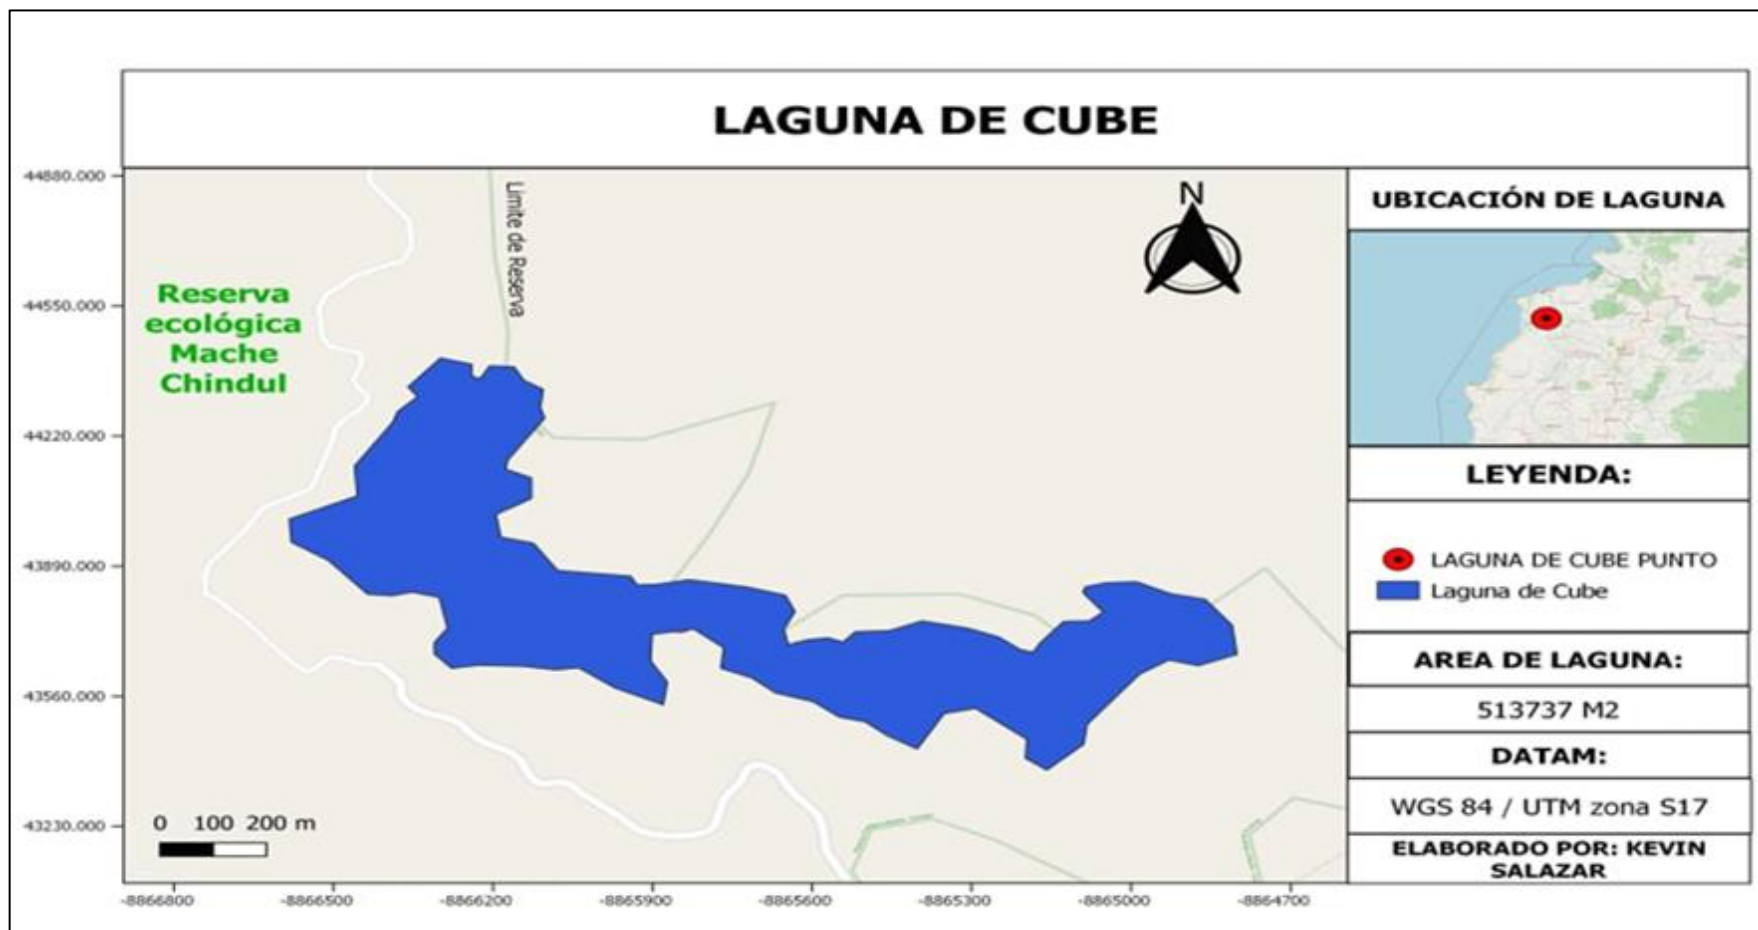 LAGUNA DE CUBE
44880.000
44550.000
44220.000
43890.000
43560.000
43230.000
Limite de Reserva
N
Reserva
ecológica
Mache
Chindul
0 100 200 m
-8866800 -8866500 -8866200 -8865900 -8865600 -8865300 -8865000 -8864700
UBICACIÓN DE LAGUNA
LEYENDA:
LAGUNA DE CUBE PUNTO
Laguna de Cube
AREA DE LAGUNA:
513737 M2
DATAM:
WGS 84 / UTM zona S17
ELABORADO POR: KEVIN
SALAZAR